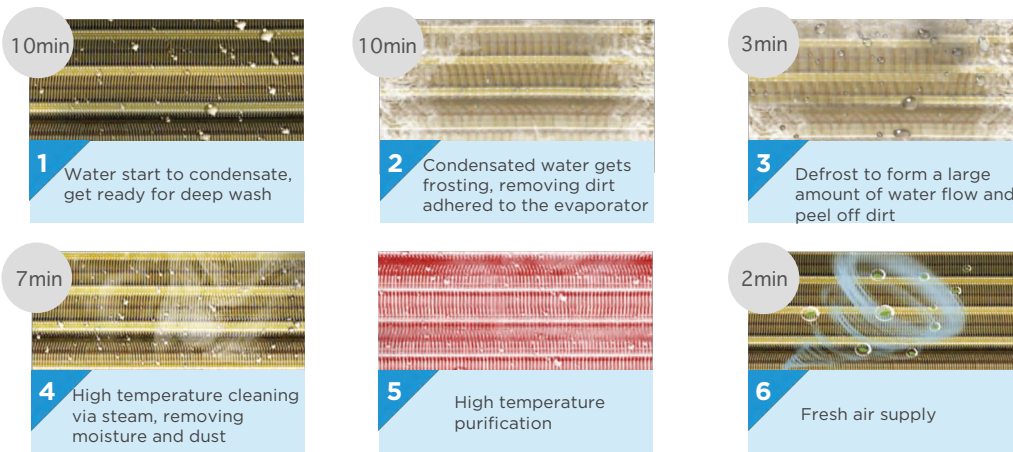 10min
1
Water start to condensate,
get ready for deep wash
10min
2
Condensated water gets
frosting, removing dirt
adhered to the evaporator
3min
3
Defrost to form a large
amount of water flow and
peel off dirt
7min
4
High temperature cleaning
via steam, removing
moisture and dust
5
High temperature
purification
2min
6
Fresh air supply